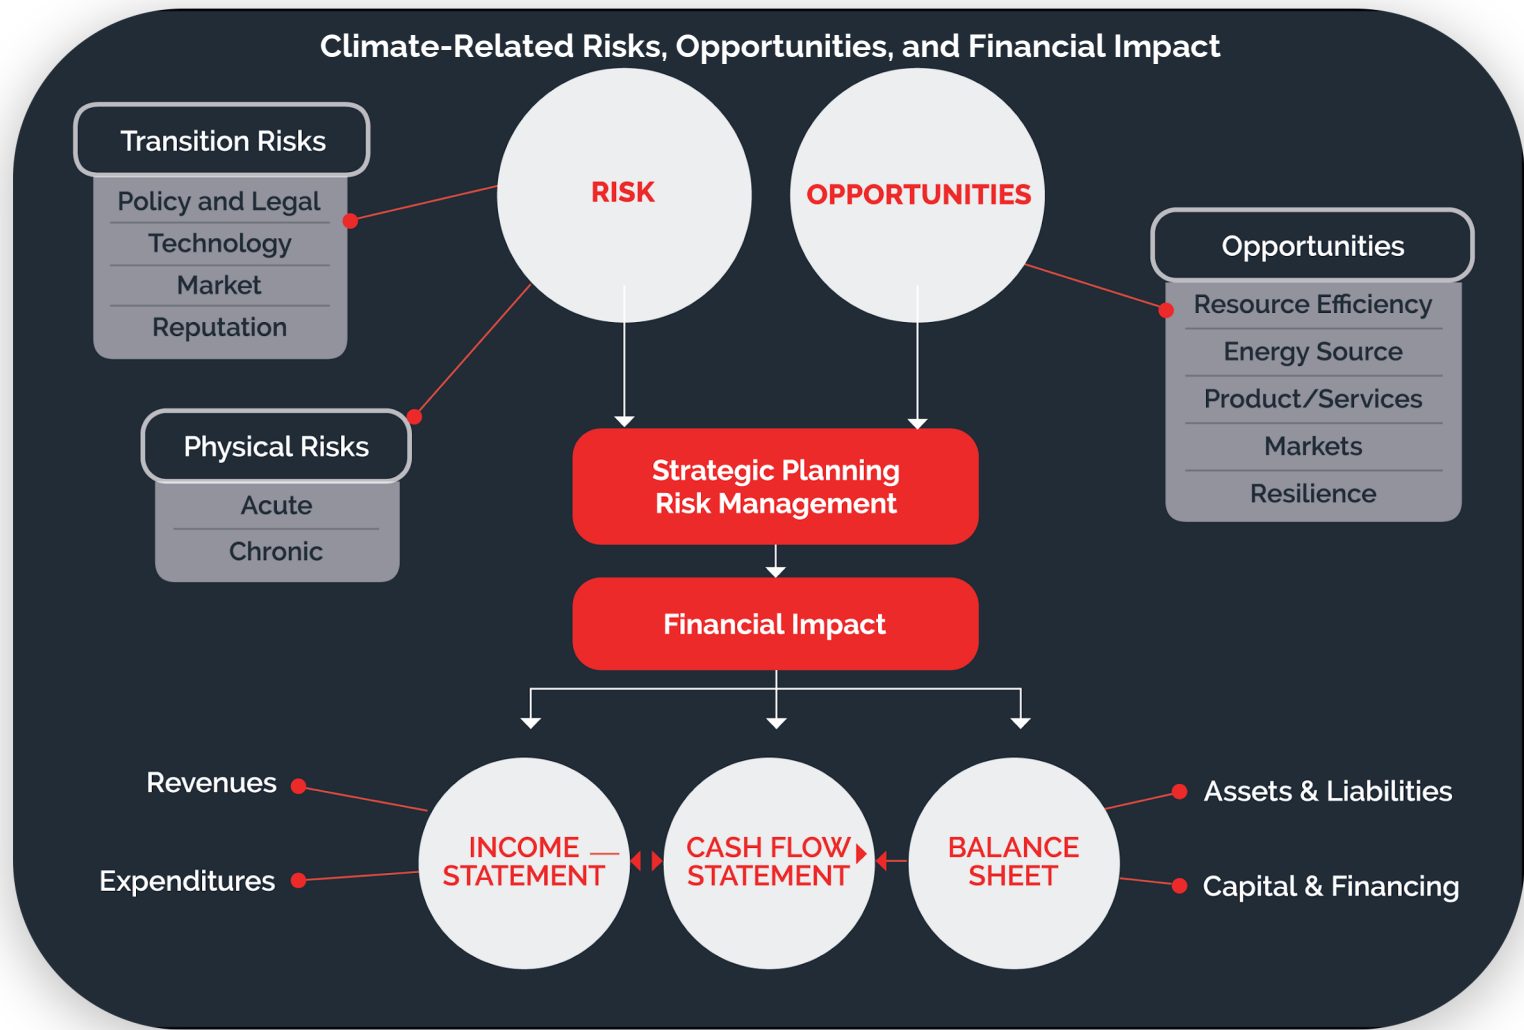 Climate-Related Risks, Opportunities, and Financial Impact
Transition Risks
Policy and Legal
Technology
Market
Reputation
Physical Risks
Acute
Chronic
RISK
OPPORTUNITIES
Opportunities
Resource Efficiency
Energy Source
Product/Services
Markets
Resilience
Strategic Planning
Risk Management
Financial Impact
Revenues
Expenditures
INCOME
STATEMENT
CASH FLOW
STATEMENT
BALANCE
SHEET
Assets & Liabilities
Capital & Financing